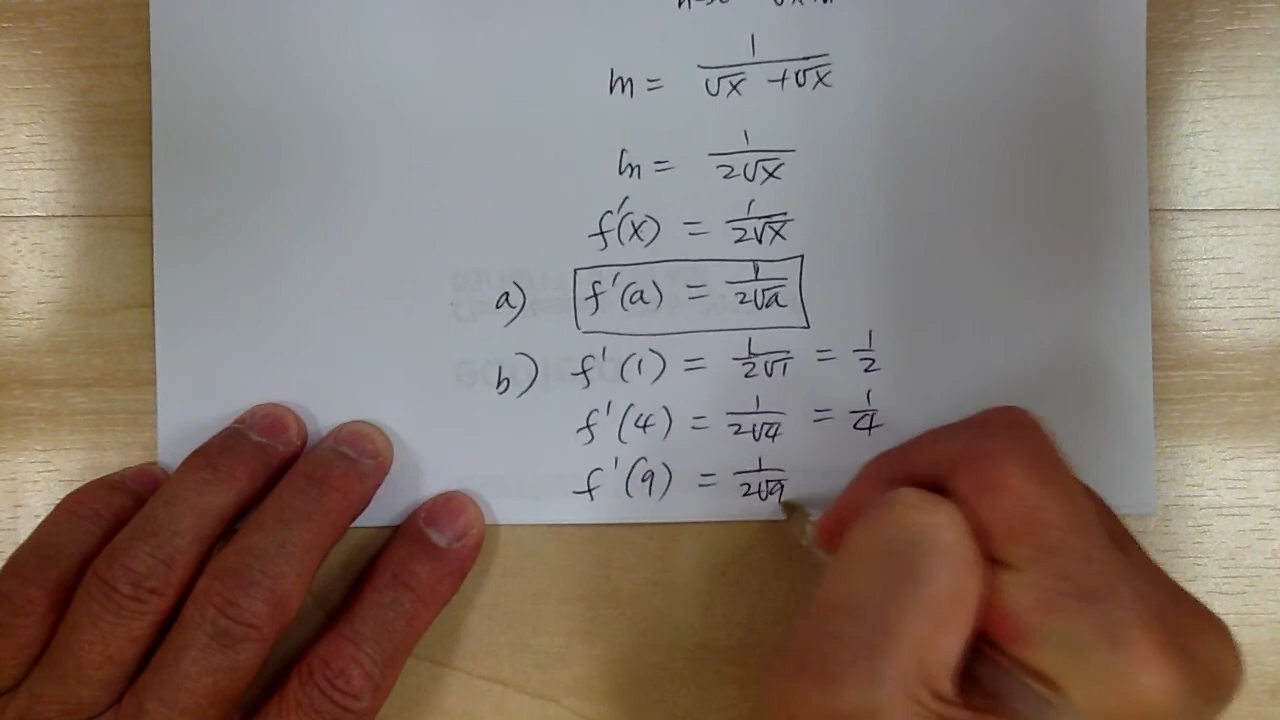 m = 1/(√x + √x)
m = 1/(2√x)
f'(x) = 1/(2√x)
a) f'(a) = 1/(2√a)
b) f'(1) = 1/(2√1) = 1/2
f'(4) = 1/(2√4) = 1/4
f'(9) = 1/(2√9)